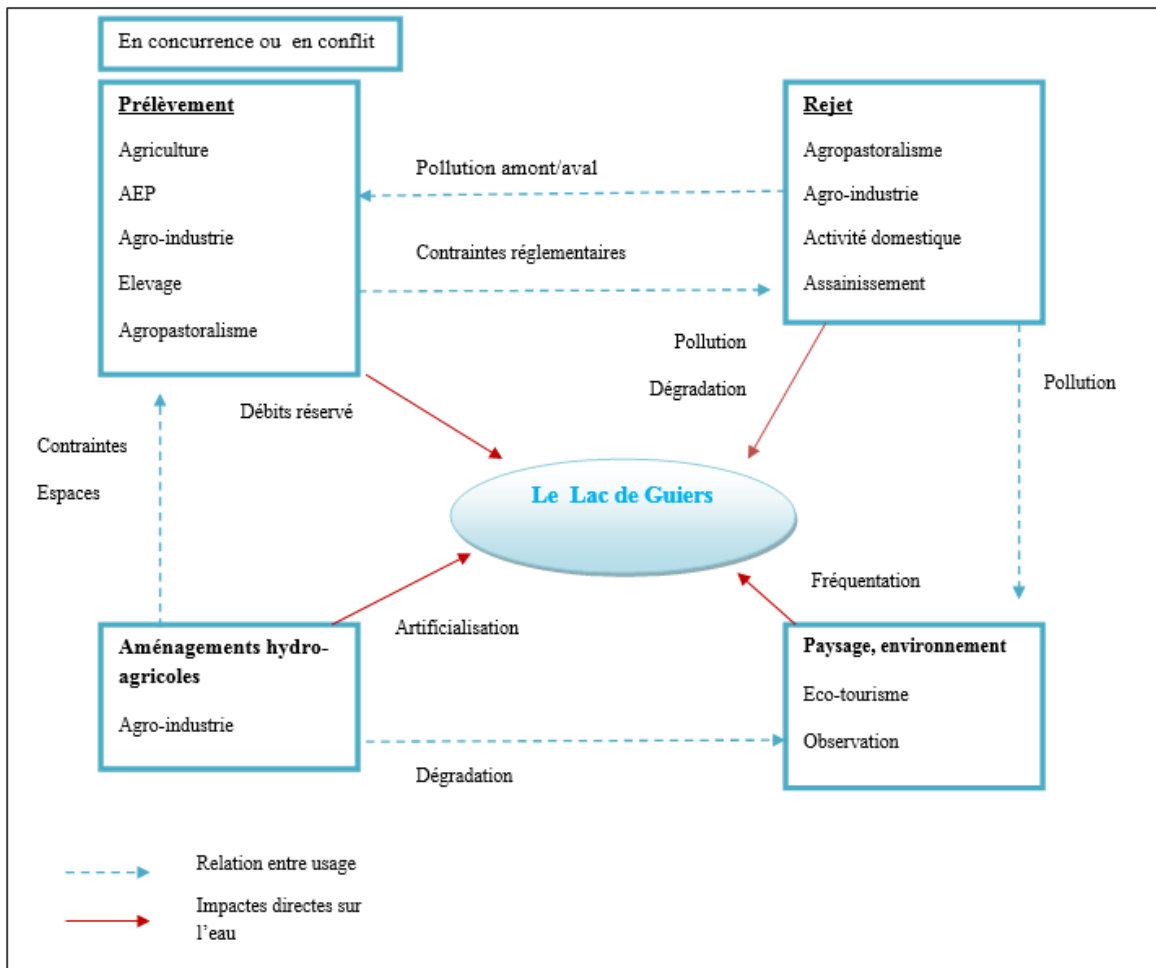 En concurrence ou en conflit
Prélèvement
Agriculture
AEP
Agro-industrie
Elevage
Agropastoralisme
Rejet
Agropastoralisme
Agro-industrie
Activité domestique
Assainissement
Pollution amont/aval
Contraintes réglementaires
Pollution
Dégradation
Pollution
Débits réservé
Contraintes
Espaces
Le Lac de Guiers
Fréquentation
Artificialisation
Aménagements hydro-
agricoles
Agro-industrie
Paysage, environnement
Eco-tourisme
Observation
Dégradation
Relation entre usage
Impactes directes sur
l'eau